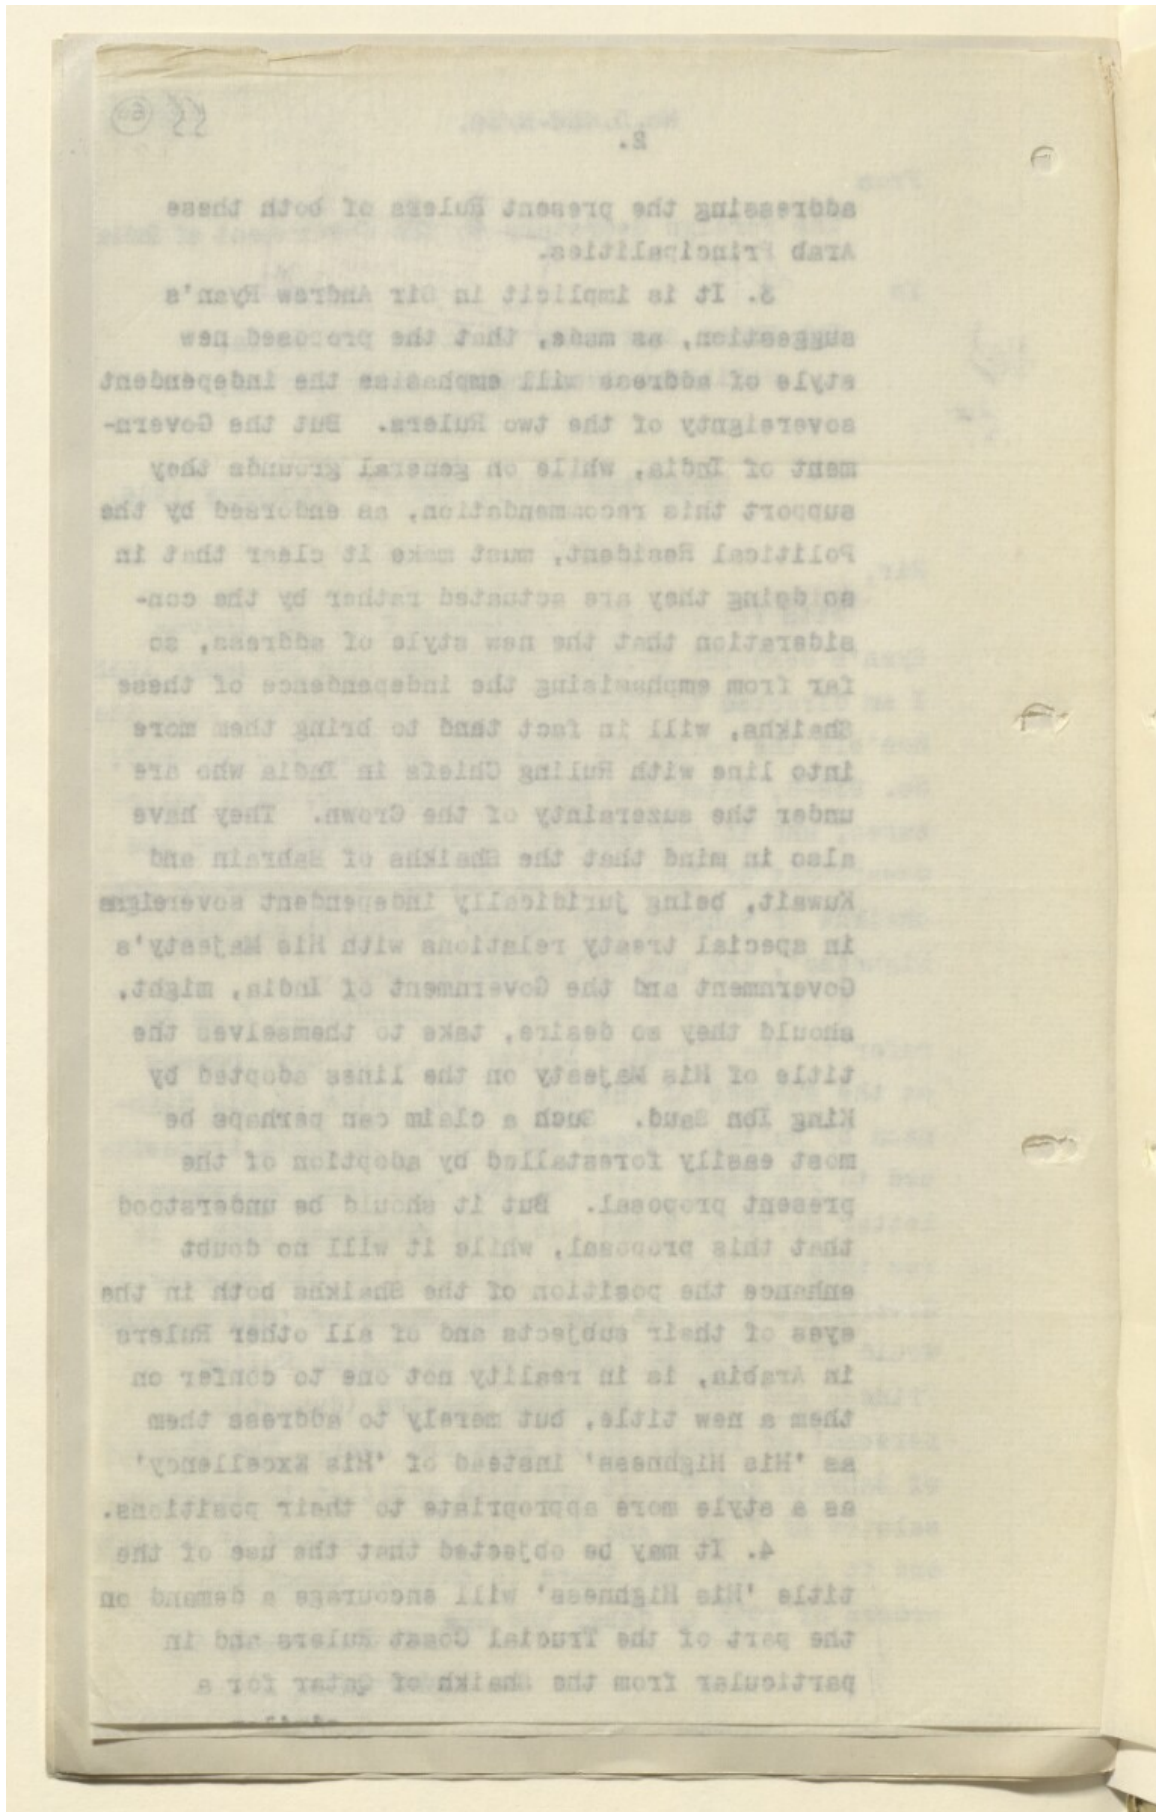 2.
addressing the present Rulers of both these
Arab Principalities.
3. It is implicit in Sir Andrew Ryan's
suggestion, as made, that the proposed new
style of address will emphasise the independent
sovereignty of the two Rulers. But the Govern-
ment of India, while on general grounds they
support this recommendation, as endorsed by the
Political Resident, must make it clear that in
so doing they are actuated rather by the con-
sideration that the new style of address, so
far from emphasising the independence of these
Shaikhs, will in fact tend to bring them more
into line with Ruling Chiefs in India who are
under the suzerainty of the Crown. They have
also in mind that the Shaikhs of Bahrain and
Kuwait, being juridically independent sovereigns
in special treaty relations with His Majesty's
Government and the Government of India, might,
should they so desire, take to themselves the
title of His Majesty on the lines adopted by
King Ibn Saud. Such a claim can perhaps be
most easily forestalled by adoption of the
present proposal. But it should be understood
that this proposal, while it will no doubt
enhance the position of the Shaikhs both in the
eyes of their subjects and of all other Rulers
in Arabia, is in reality not one to confer on
them a new title, but merely to address them
as 'His Highness' instead of 'His Excellency'
as a style more appropriate to their positions.
4. It may be objected that the use of the
title 'His Highness' will encourage a demand on
the part of the Trucial Coast Rulers and in
particular from the Shaikh of Qatar for a